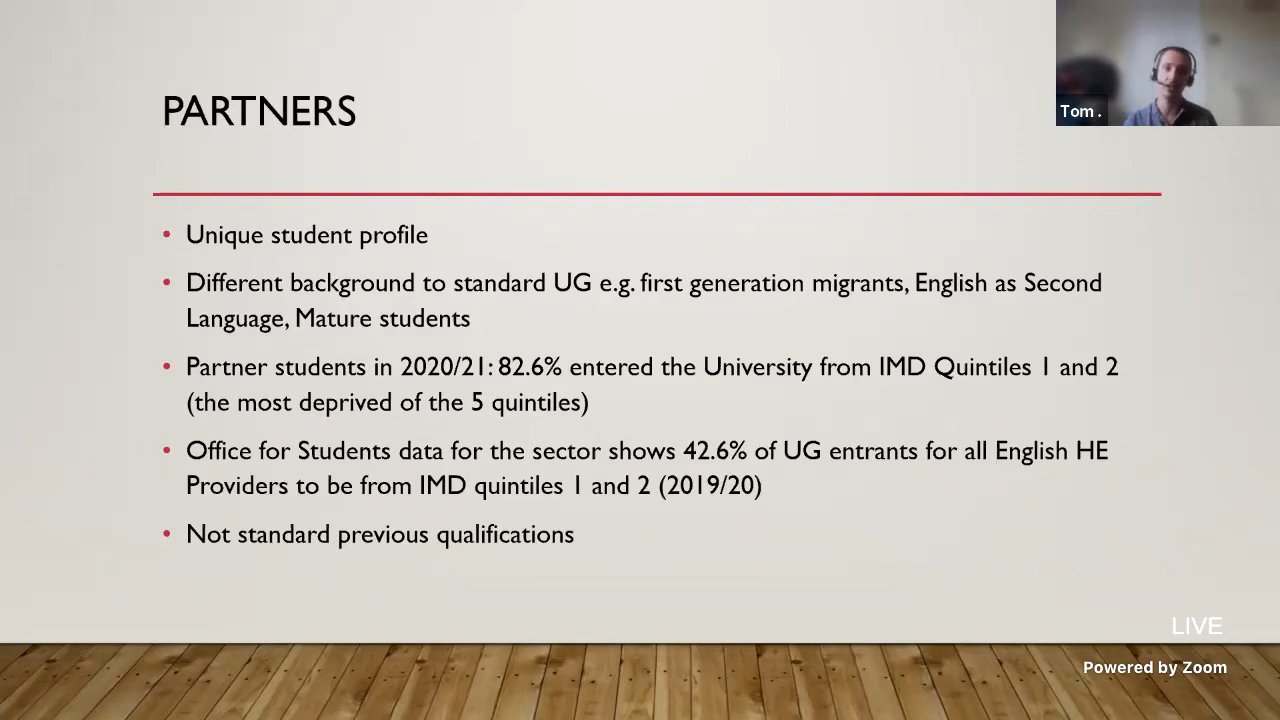 PARTNERS
Tom .
• Unique student profile
• Different background to standard UG e.g. first generation migrants, English as Second
Language, Mature students
• Partner students in 2020/21: 82.6% entered the University from IMD Quintiles 1 and 2
(the most deprived of the 5 quintiles)
• Office for Students data for the sector shows 42.6% of UG entrants for all English HE
Providers to be from IMD quintiles 1 and 2 (2019/20)
• Not standard previous qualifications
LIVE
Powered by Zoom